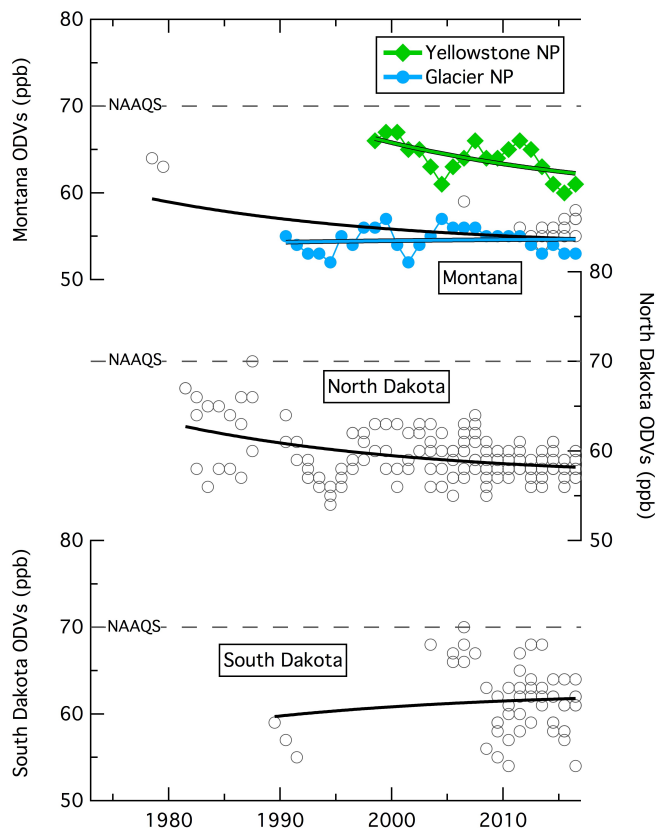 80
Yellowstone NP
Glacier NP
70
NAAQS
Montana ODVs (ppb)
60
50
Montana
80
North Dakota ODVs (ppb)
NAAQS
70
North Dakota
60
50
80
South Dakota ODVs (ppb)
70
NAAQS
South Dakota
60
50
1980
1990
2000
2010